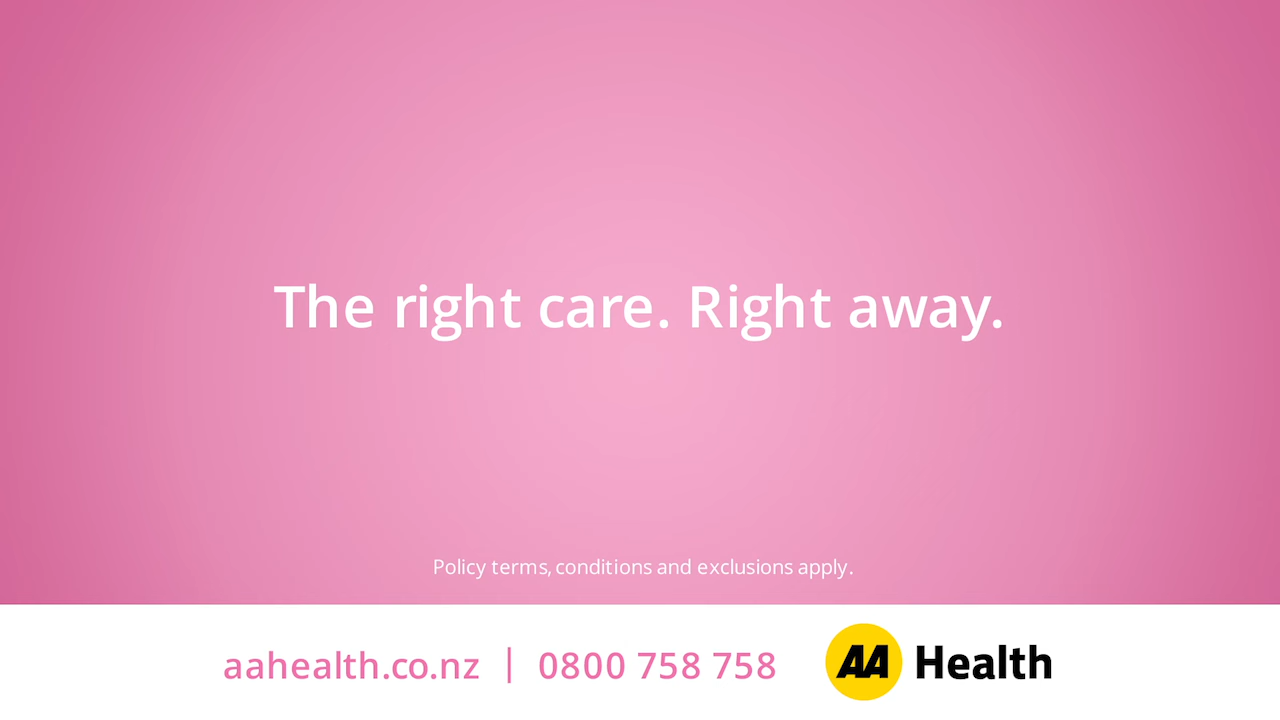 The right care. Right away.
Policy terms, conditions and exclusions apply.
aahealth.co.nz | 0800 758 758 AA Health